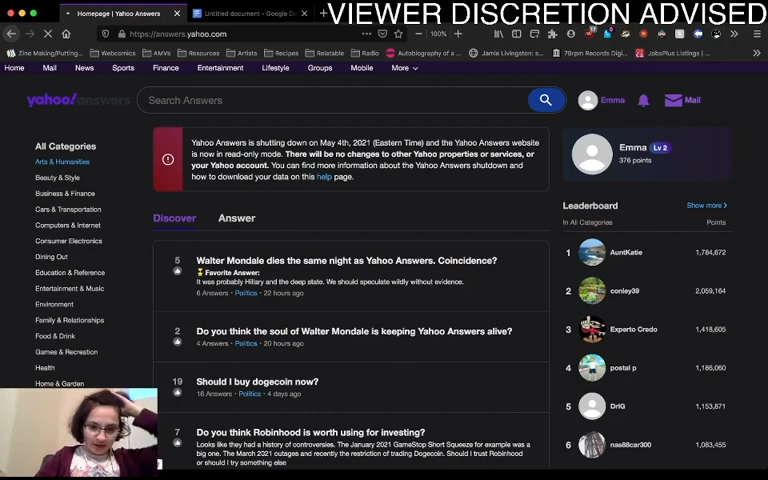 VIEWER DISCRETION ADVISED
Homepage | Yahoo Answers
Untitled document - Google D
https://answers.yahoo.com
100%
Zine Making/Putting...
Webcomics
AMVs
Resources
Artists
Recipes
Relatable
Radio
Autobiography of a
Jamie Livingston: s...
78rpm Records Digi...
JobsPlus Listings | ...
Home
Mail
News
Sports
Finance
Entertainment
Lifestyle
Groups
Mobile
More
yahoo!answers
Search Answers
Emma
Mail
All Categories
Arts & Humanities
Beauty & Style
Business & Finance
Cars & Transportation
Computers & Internet
Consumer Electronics
Dining Out
Education & Reference
Entertainment & Music
Environment
Family & Relationships
Food & Drink
Games & Recreation
Health
Home & Garden
Yahoo Answers is shutting down on May 4th, 2021 (Eastern Time) and the Yahoo Answers website
is now in read-only mode. There will be no changes to other Yahoo properties or services, or
your Yahoo account. You can find more information about the Yahoo Answers shutdown and
how to download your data on this help page.
Discover
Answer
5
Walter Mondale dies the same night as Yahoo Answers. Coincidence?
Favorite Answer:
It was probably Hillary and the deep state. We should speculate wildly without evidence.
6 Answers · Politics · 22 hours ago
2
Do you think the soul of Walter Mondale is keeping Yahoo Answers alive?
4 Answers · Politics · 20 hours ago
19
Should I buy dogecoin now?
16 Answers · Politics · 4 days ago
7
Do you think Robinhood is worth using for investing?
Looks like they had a history of controversies. The January 2021 GameStop Short Squeeze for example was a
big one. The March 2021 outages and recently the restriction of trading Dogecoin. Should I trust Robinhood
or should I try something else
Emma
Lv 2
376 points
Leaderboard
Show more
In All Categories
Points
1
AuntKatie
1,784,672
2
conley39
2,059,164
3
Experto Credo
1,418,605
4
postal p
1,186,060
5
DrIG
1,153,871
6
nas88car300
1,083,455